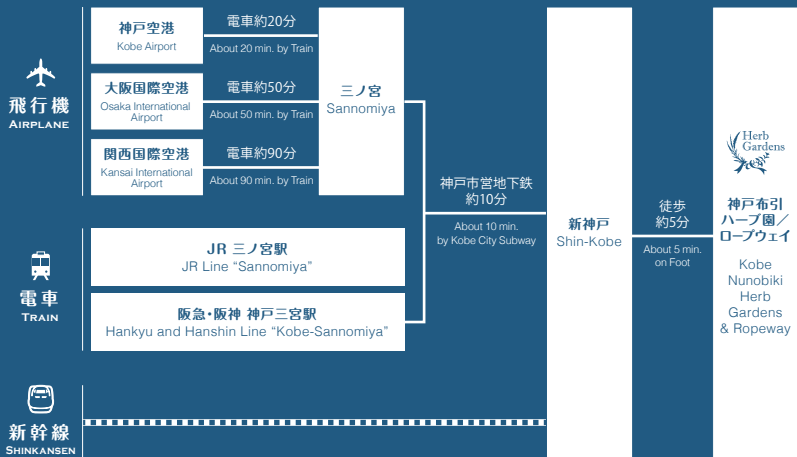 飛行機
AIRPLANE
神戸空港
Kobe Airport
電車約20分
About 20 min. by Train
大阪国際空港
Osaka International
Airport
電車約50分
About 50 min. by Train
関西国際空港
Kansai International
Airport
電車約90分
About 90 min. by Train
三ノ宮
Sannomiya
電車
TRAIN
JR 三ノ宮駅
JR Line “Sannomiya”
阪急・阪神 神戸三宮駅
Hankyu and Hanshin Line “Kobe-Sannomiya”
神戸市営地下鉄
約10分
About 10 min.
by Kobe City Subway
新幹線
SHINKANSEN
新神戸
Shin-Kobe
徒歩
約5分
About 5 min.
on Foot
Herb
Gardens
神戸布引
ハーブ園／
ロープウェイ
Kobe
Nunobiki
Herb
Gardens
& Ropeway